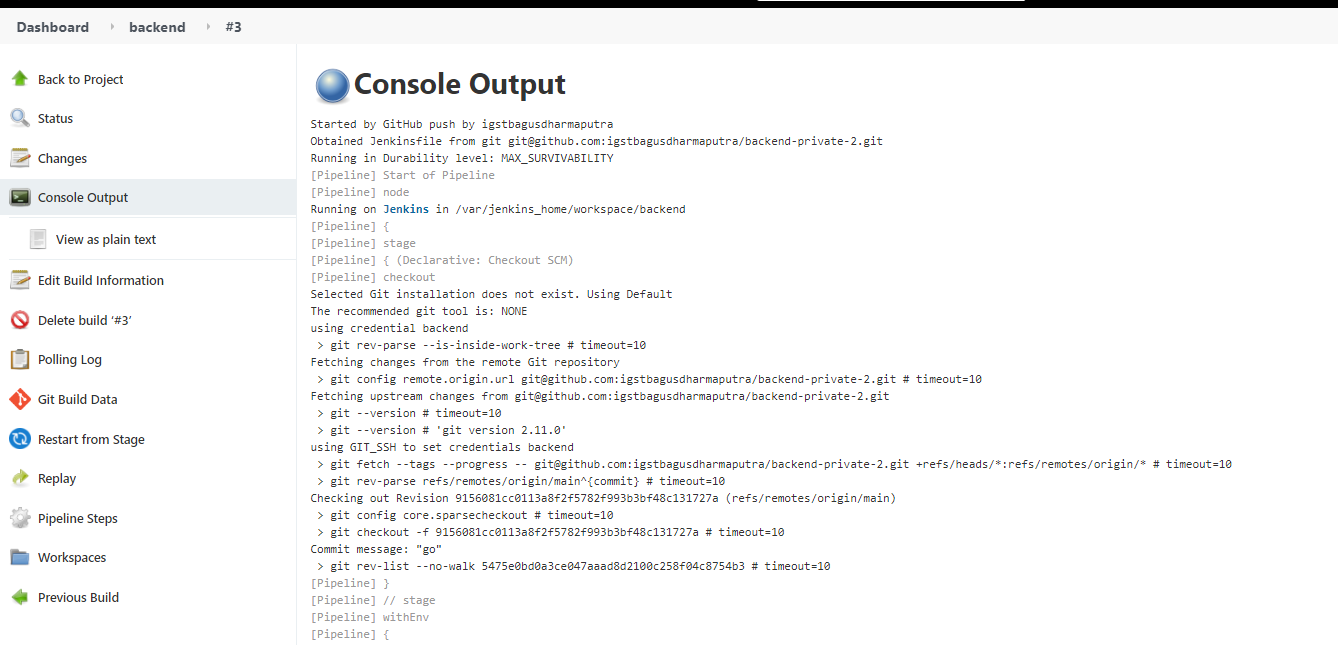 Dashboard
backend
#3
Back to Project
Status
Changes
Console Output
View as plain text
Edit Build Information
Delete build '#3'
Polling Log
Git Build Data
Restart from Stage
Replay
Pipeline Steps
Workspaces
Previous Build
Console Output
Started by GitHub push by igstbagusdharmaputra
Obtained Jenkinsfile from git git@github.com:igstbagusdharmaputra/backend-private-2.git
Running in Durability level: MAX_SURVIVABILITY
[Pipeline] Start of Pipeline
[Pipeline] node
Running on Jenkins in /var/jenkins_home/workspace/backend
[Pipeline] {
[Pipeline] stage
[Pipeline] { (Declarative: Checkout SCM)
[Pipeline] checkout
Selected Git installation does not exist. Using Default
The recommended git tool is: NONE
using credential backend
> git rev-parse --is-inside-work-tree # timeout=10
Fetching changes from the remote Git repository
> git config remote.origin.url git@github.com:igstbagusdharmaputra/backend-private-2.git # timeout=10
Fetching upstream changes from git@github.com:igstbagusdharmaputra/backend-private-2.git
> git --version # timeout=10
> git --version # 'git version 2.11.0'
using GIT_SSH to set credentials backend
> git fetch --tags --progress -- git@github.com:igstbagusdharmaputra/backend-private-2.git +refs/heads/*:refs/remotes/origin/* # timeout=10
> git rev-parse refs/remotes/origin/main^{commit} # timeout=10
Checking out Revision 9156081cc0113a8f2f5782f993b3bf48c131727a (refs/remotes/origin/main)
> git config core.sparsecheckout # timeout=10
> git checkout -f 9156081cc0113a8f2f5782f993b3bf48c131727a # timeout=10
Commit message: "go"
> git rev-list --no-walk 5475e0bd0a3ce047aaad8d2100c258f04c8754b3 # timeout=10
[Pipeline] }
[Pipeline] // stage
[Pipeline] withEnv
[Pipeline] {